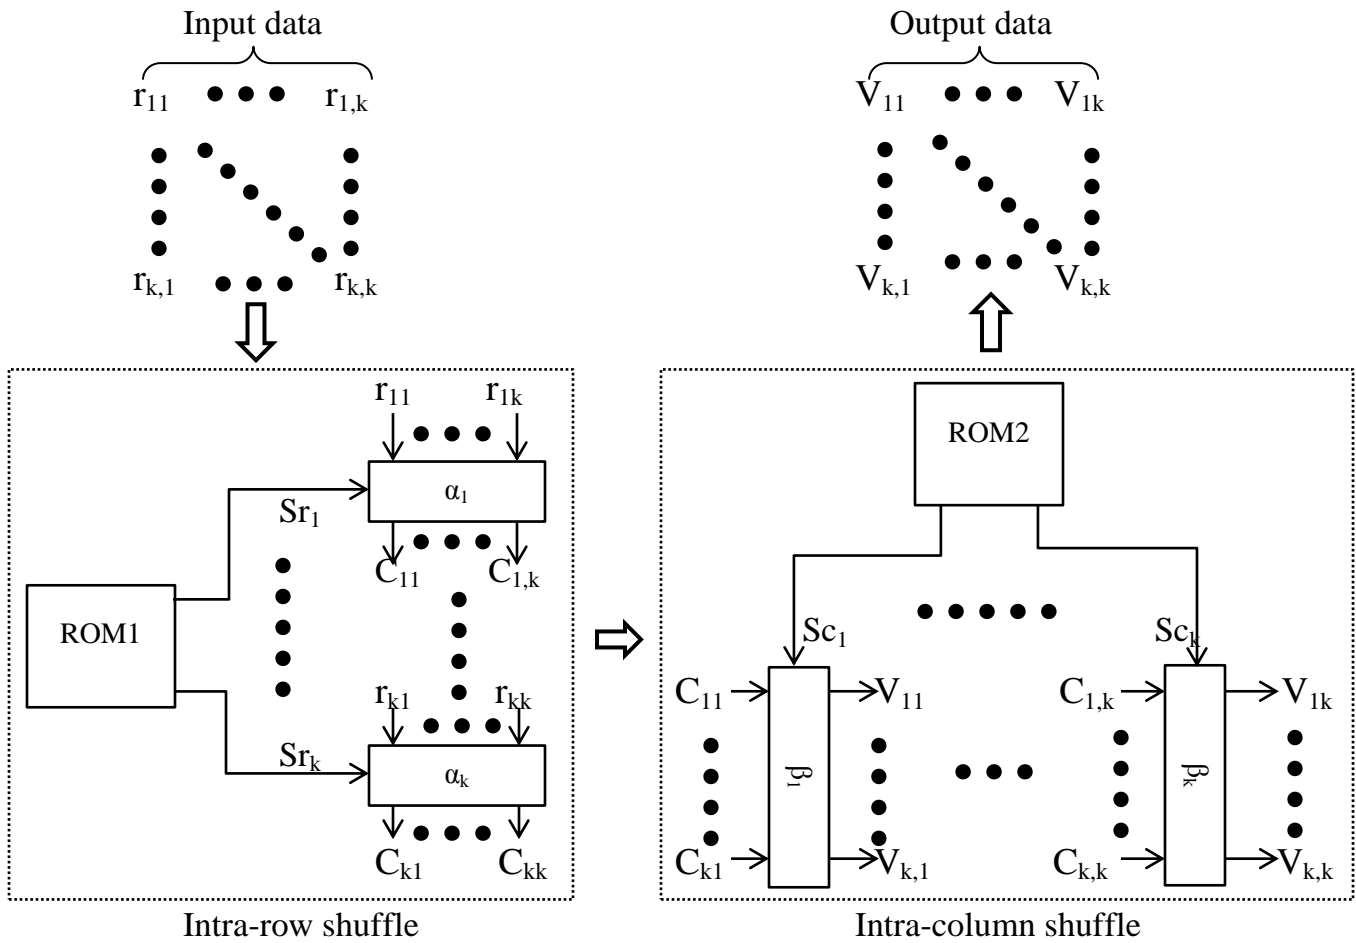 Input data
r11 r1,k
rk,1 rk,k
Output data
V11 V1k
Vk,1 Vk,k
r11 r1k
α1
Sr1
C11 C1,k
ROM1
rk1 rkk
Srk
αk
Ck1 Ckk
Intra-row shuffle
ROM2
Sc1 Sck
C11 V11 C1,k V1k
β1 βk
Ck1 Vk,1 Ck,k Vk,k
Intra-column shuffle